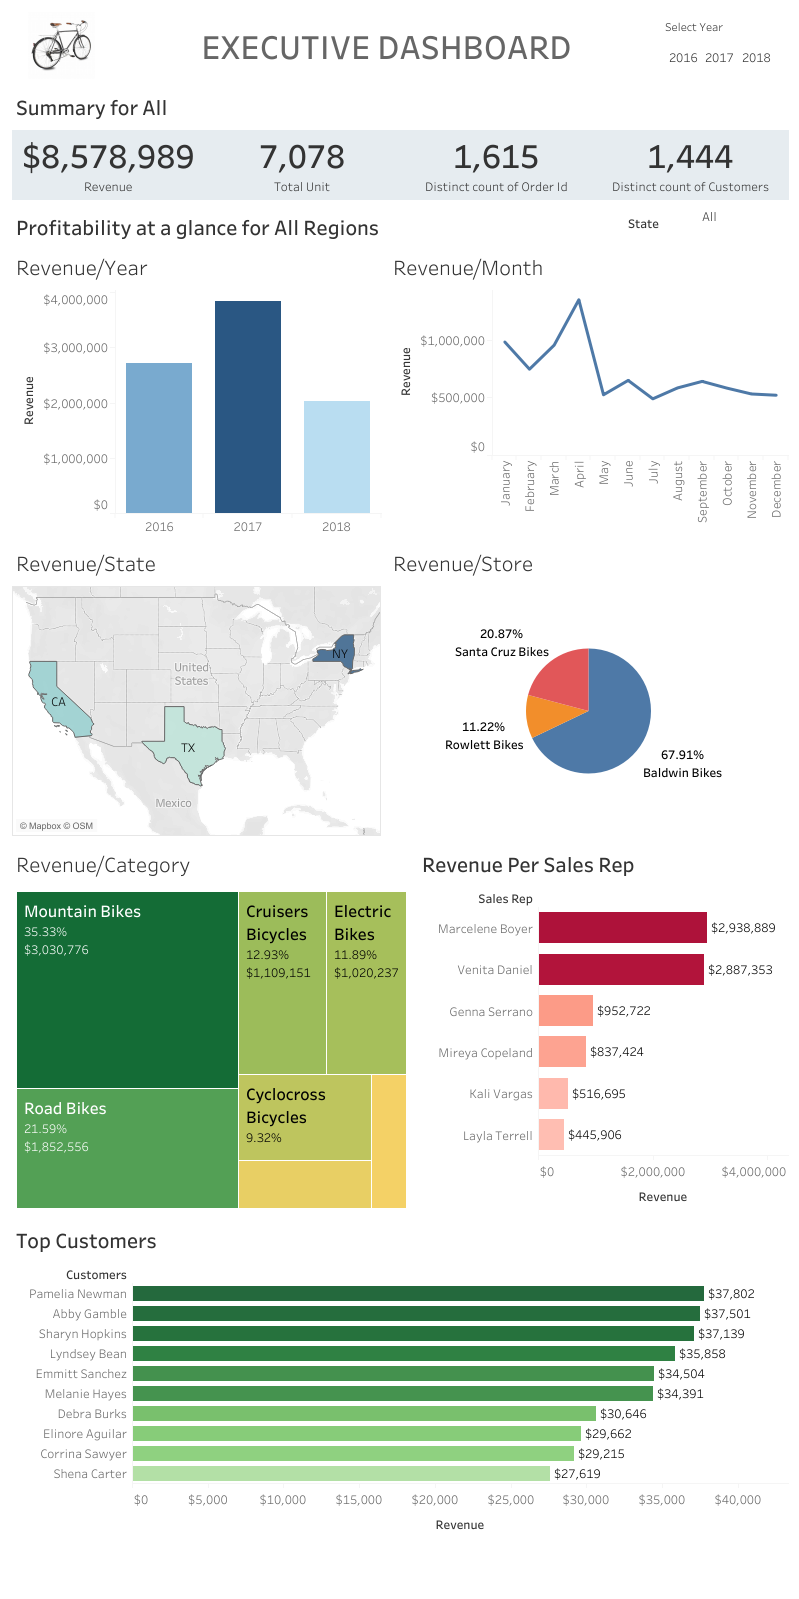 EXECUTIVE DASHBOARD
Select Year
2016 2017 2018
Summary for All
$8,578,989
Revenue
7,078
Total Unit
1,615
Distinct count of Order Id
1,444
Distinct count of Customers
Profitability at a glance for All Regions
State
All
Revenue/Year
$4,000,000
$3,000,000
$2,000,000
$1,000,000
$0
Revenue
2016
2017
2018
Revenue/Month
$1,000,000
$500,000
$0
Revenue
January
February
March
April
May
June
July
August
September
October
November
December
Revenue/State
United
States
NY
CA
TX
Mexico
© Mapbox © OSM
Revenue/Store
20.87%
Santa Cruz Bikes
11.22%
Rowlett Bikes
67.91%
Baldwin Bikes
Revenue/Category
Mountain Bikes
35.33%
$3,030,776
Cruisers
Bicycles
12.93%
$1,109,151
Electric
Bikes
11.89%
$1,020,237
Road Bikes
21.59%
$1,852,556
Cyclocross
Bicycles
9.32%
Revenue Per Sales Rep
Sales Rep
Marcelene Boyer $2,938,889
Venita Daniel $2,887,353
Genna Serrano $952,722
Mireya Copeland $837,424
Kali Vargas $516,695
Layla Terrell $445,906
$0 $2,000,000 $4,000,000
Revenue
Top Customers
Customers
Pamelia Newman $37,802
Abby Gamble $37,501
Sharyn Hopkins $37,139
Lyndsey Bean $35,858
Emmitt Sanchez $34,504
Melanie Hayes $34,391
Debra Burks $30,646
Elinore Aguilar $29,662
Corrina Sawyer $29,215
Shena Carter $27,619
$0 $5,000 $10,000 $15,000 $20,000 $25,000 $30,000 $35,000 $40,000
Revenue